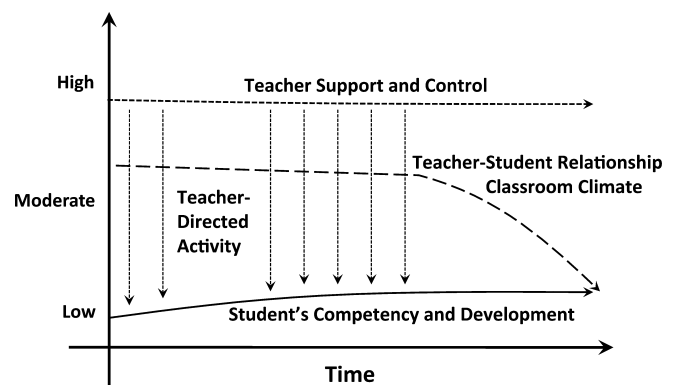 High
Teacher Support and Control
Teacher-Student Relationship
Classroom Climate
Moderate
Teacher-
Directed
Activity
Low
Student's Competency and Development
Time